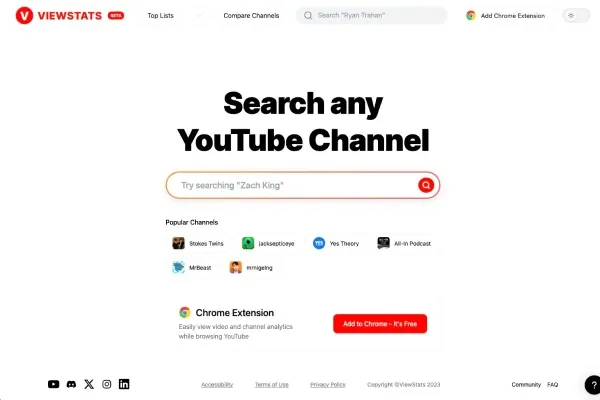 VIEWSTATS BETA
Top Lists
Compare Channels
Search "Ryan Trahan"
Add Chrome Extension
Search any
YouTube Channel
Try searching "Zach King"
Popular Channels
Stokes Twins
jacksepticeye
YES
Yes Theory
All-In Podcast
MrBeast
mrnigelng
Chrome Extension
Easily view video and channel analytics
while browsing YouTube
Add to Chrome - It's Free
Accessibility
Terms of Use
Privacy Policy
Copyright ©ViewStats 2023
Community
FAQ
?